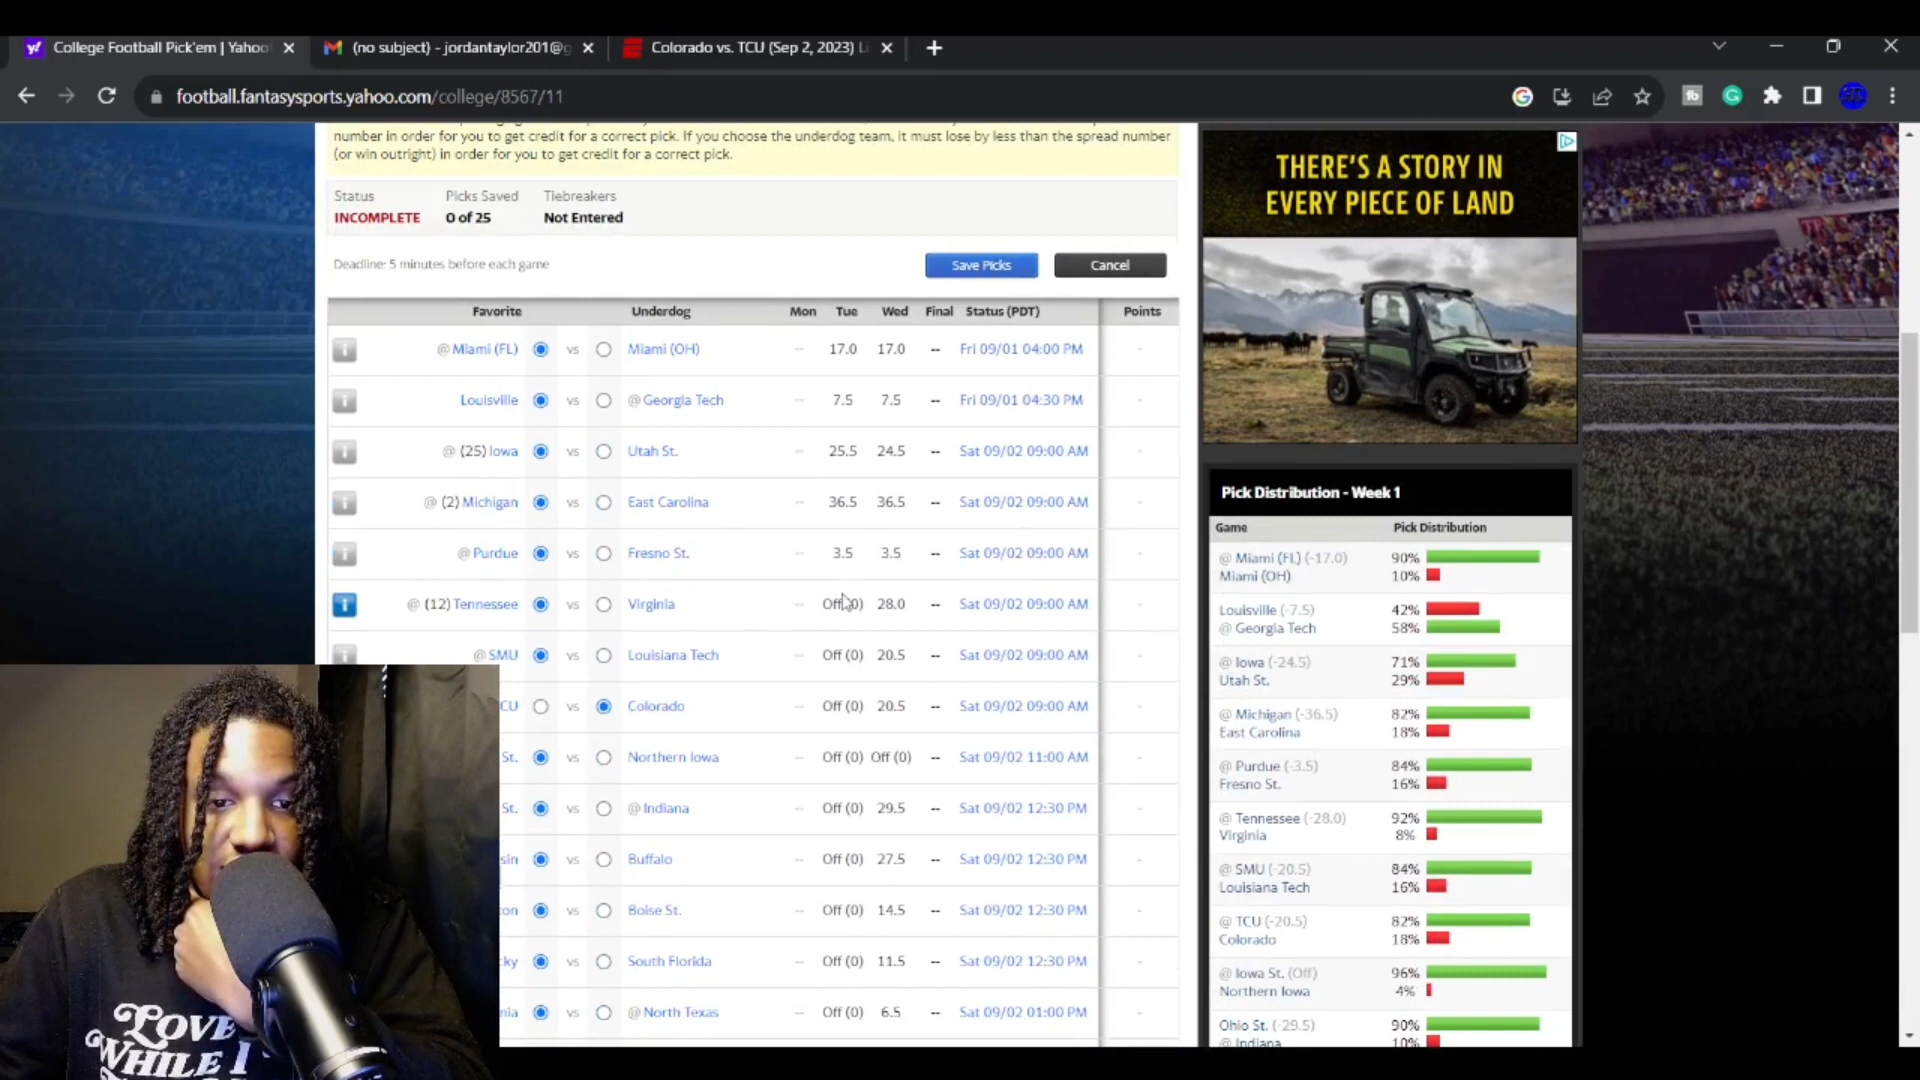 College Football Pick'em | Yahoo
(no subject) - jordantaylor201@g
Colorado vs. TCU (Sep 2, 2023) Li
football.fantasysports.yahoo.com/college/8567/11
number in order for you to get credit for a correct pick. If you choose the underdog team, it must lose by less than the spread number
(or win outright) in order for you to get credit for a correct pick.
Status Picks Saved Tiebreakers
INCOMPLETE 0 of 25 Not Entered
Deadline: 5 minutes before each game
Save Picks Cancel
Favorite Underdog Mon Tue Wed Final Status (PDT) Points
@ Miami (FL) vs Miami (OH) -- 17.0 17.0 -- Fri 09/01 04:00 PM -
Louisville vs @ Georgia Tech -- 7.5 7.5 -- Fri 09/01 04:30 PM -
@ (25) Iowa vs Utah St. -- 25.5 24.5 -- Sat 09/02 09:00 AM -
@ (2) Michigan vs East Carolina -- 36.5 36.5 -- Sat 09/02 09:00 AM -
@ Purdue vs Fresno St. -- 3.5 3.5 -- Sat 09/02 09:00 AM -
@ (12) Tennessee vs Virginia -- Off (0) 28.0 -- Sat 09/02 09:00 AM -
@ SMU vs Louisiana Tech -- Off (0) 20.5 -- Sat 09/02 09:00 AM -
CU vs Colorado -- Off (0) 20.5 -- Sat 09/02 09:00 AM -
St. vs Northern Iowa -- Off (0) Off (0) -- Sat 09/02 11:00 AM -
St. vs @ Indiana -- Off (0) 29.5 -- Sat 09/02 12:30 PM -
sin vs Buffalo -- Off (0) 27.5 -- Sat 09/02 12:30 PM -
ton vs Boise St. -- Off (0) 14.5 -- Sat 09/02 12:30 PM -
ky vs South Florida -- Off (0) 11.5 -- Sat 09/02 12:30 PM -
nia vs @ North Texas -- Off (0) 6.5 -- Sat 09/02 01:00 PM -
THERE'S A STORY IN
EVERY PIECE OF LAND
Pick Distribution - Week 1
Game Pick Distribution
@ Miami (FL) (-17.0) 90%
Miami (OH) 10%
Louisville (-7.5) 42%
@ Georgia Tech 58%
@ Iowa (-24.5) 71%
Utah St. 29%
@ Michigan (-36.5) 82%
East Carolina 18%
@ Purdue (-3.5) 84%
Fresno St. 16%
@ Tennessee (-28.0) 92%
Virginia 8%
@ SMU (-20.5) 84%
Louisiana Tech 16%
@ TCU (-20.5) 82%
Colorado 18%
@ Iowa St. (Off) 96%
Northern Iowa 4%
Ohio St. (-29.5) 90%
@ Indiana 10%
LOVE
WHILE I